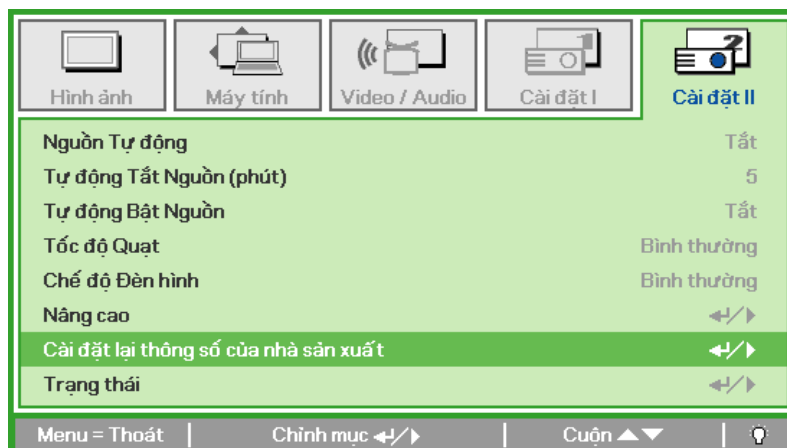 Hình ảnh
Máy tính
Video / Audio
Cài đặt I
Cài đặt II
Nguồn Tự động Tắt
Tự động Tắt Nguồn (phút) 5
Tự động Bật Nguồn Tắt
Tốc độ Quạt Bình thường
Chế độ Đèn hình Bình thường
Nâng cao
Cài đặt lại thông số của nhà sản xuất
Trạng thái
Menu = Thoát Chỉnh mục Cuộn